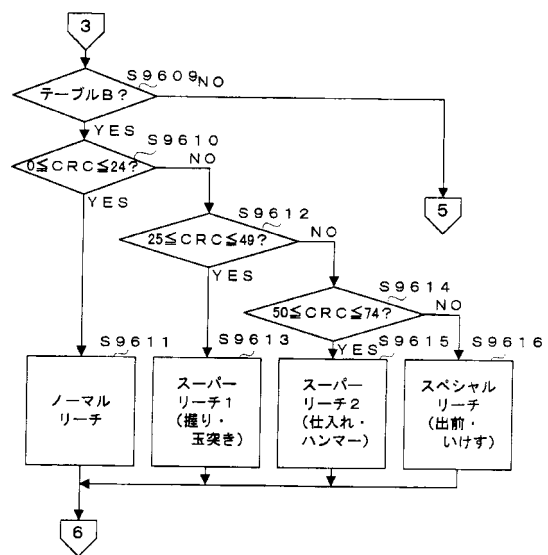 3
S9609
テーブルB?
NO
YES
S9610
0≦CRC≦24?
NO
YES
S9612
25≦CRC≦49?
NO
YES
5
S9614
50≦CRC≦74?
NO
YES
S9611
ノーマル
リーチ
S9613
スーパー
リーチ1
(握り・
玉突き)
S9615
スーパー
リーチ2
(仕入れ・
ハンマー)
S9616
スペシャル
リーチ
(出前・
いけす)
6